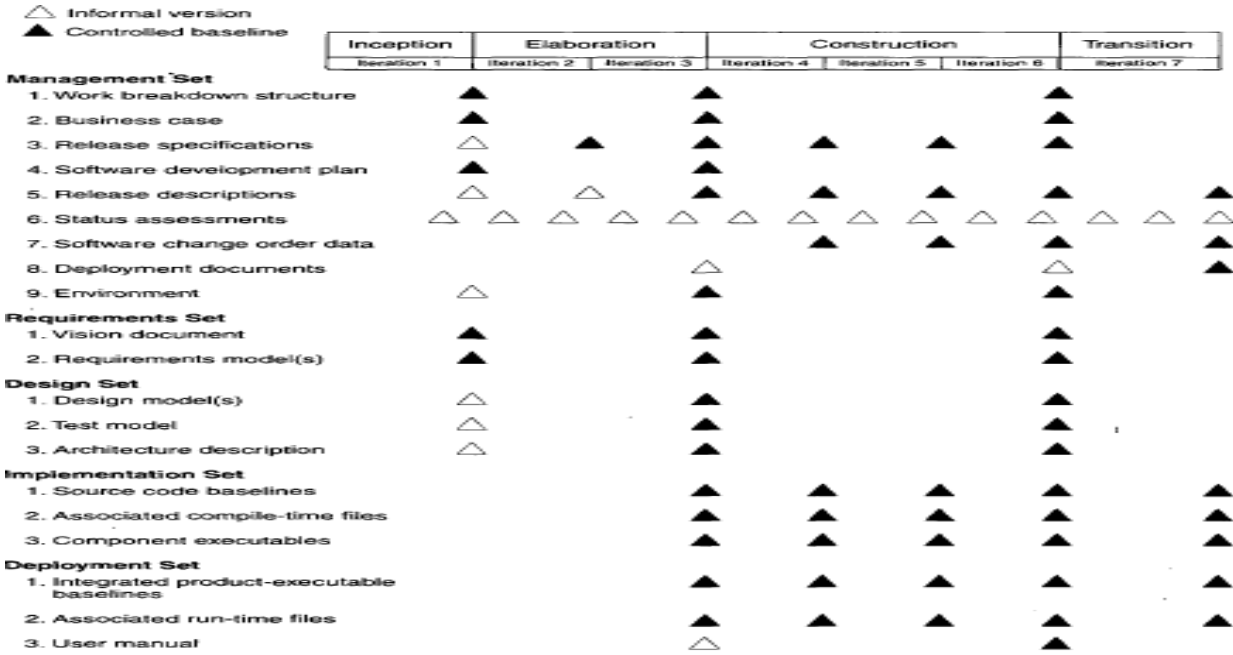 Informal version
Controlled baseline
Inception Elaboration Construction Transition
Iteration 1 Iteration 2 Iteration 3 Iteration 4 Iteration 5 Iteration 6 Iteration 7
Management Set
1. Work breakdown structure
2. Business case
3. Release specifications
4. Software development plan
5. Release descriptions
6. Status assessments
7. Software change order data
8. Deployment documents
9. Environment
Requirements Set
1. Vision document
2. Requirements model(s)
Design Set
1. Design model(s)
2. Test model
3. Architecture description
Implementation Set
1. Source code baselines
2. Associated compile-time files
3. Component executables
Deployment Set
1. Integrated product-executable
baselines
2. Associated run-time files
3. User manual